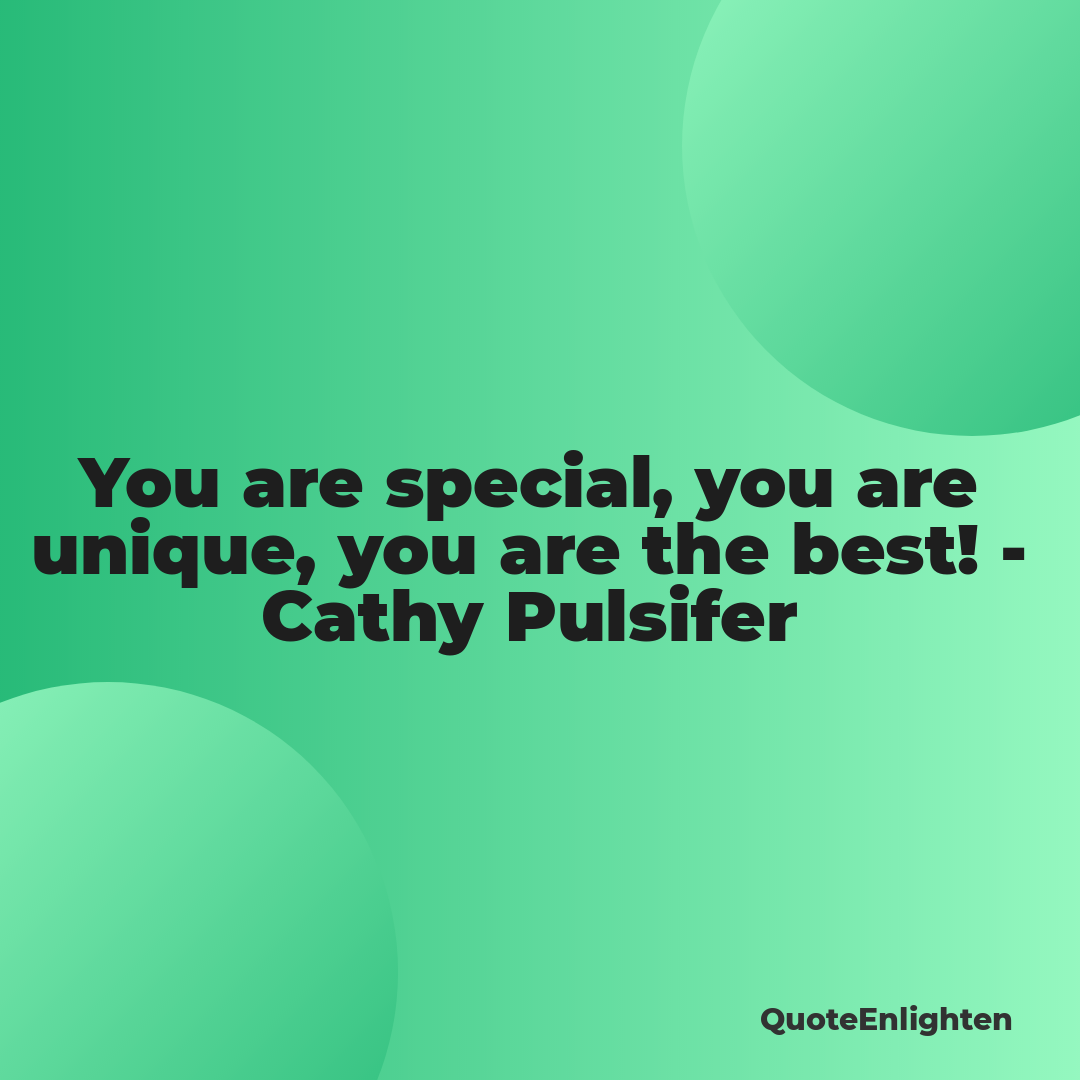 You are special, you are
unique, you are the best! -
Cathy Pulsifer
QuoteEnlighten